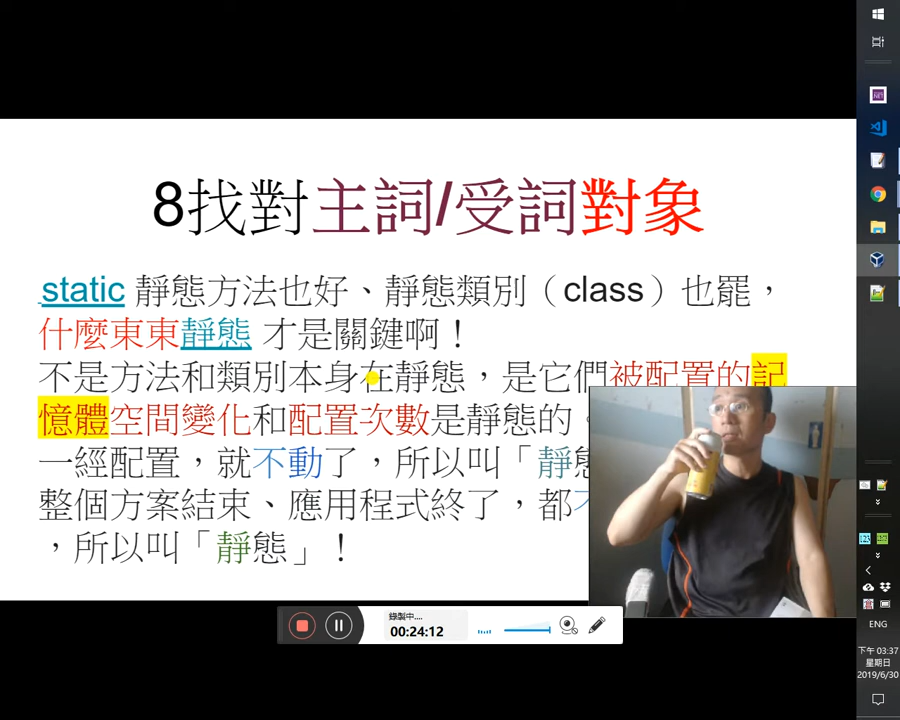 8找對主詞/受詞對象
static 靜態方法也好、靜態類別（class）也罷，
什麼東東靜態 才是關鍵啊！
不是方法和類別本身在靜態，是它們被配置的記
憶體空間變化和配置次數是靜態的
一經配置，就不動了，所以叫「靜態
整個方案結束、應用程式終了，都
，所以叫「靜態」！
錄製中....
00:24:12
ENG
下午 03:37
星期日
2019/6/30